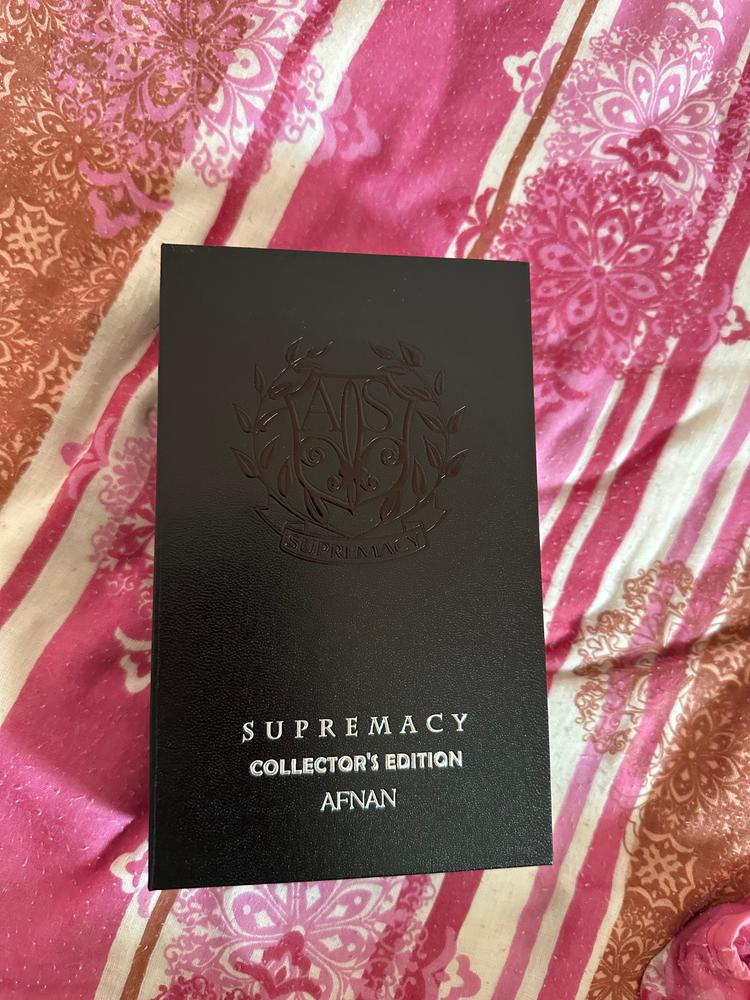 AS
SUPREMACY
SUPREMACY
COLLECTOR'S EDITION
AFNAN